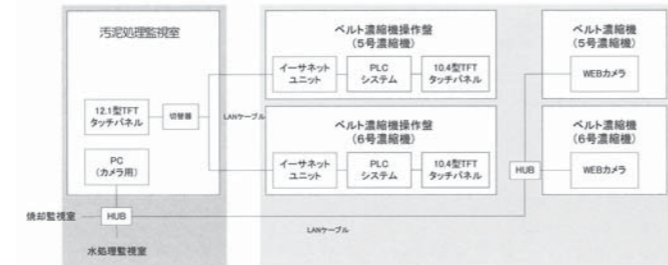 汚泥処理監視室
12.1型TFT
タッチパネル
切替器
PC
(カメラ用)
焼却監視室
HUB
水処理監視室
LANケーブル
ベルト濃縮機操作盤
(5号濃縮機)
イーサネット
ユニット
PLC
システム
10.4型TFT
タッチパネル
ベルト濃縮機操作盤
(6号濃縮機)
イーサネット
ユニット
PLC
システム
10.4型TFT
タッチパネル
LANケーブル
ベルト濃縮機
(5号濃縮機)
WEBカメラ
ベルト濃縮機
(6号濃縮機)
HUB
WEBカメラ